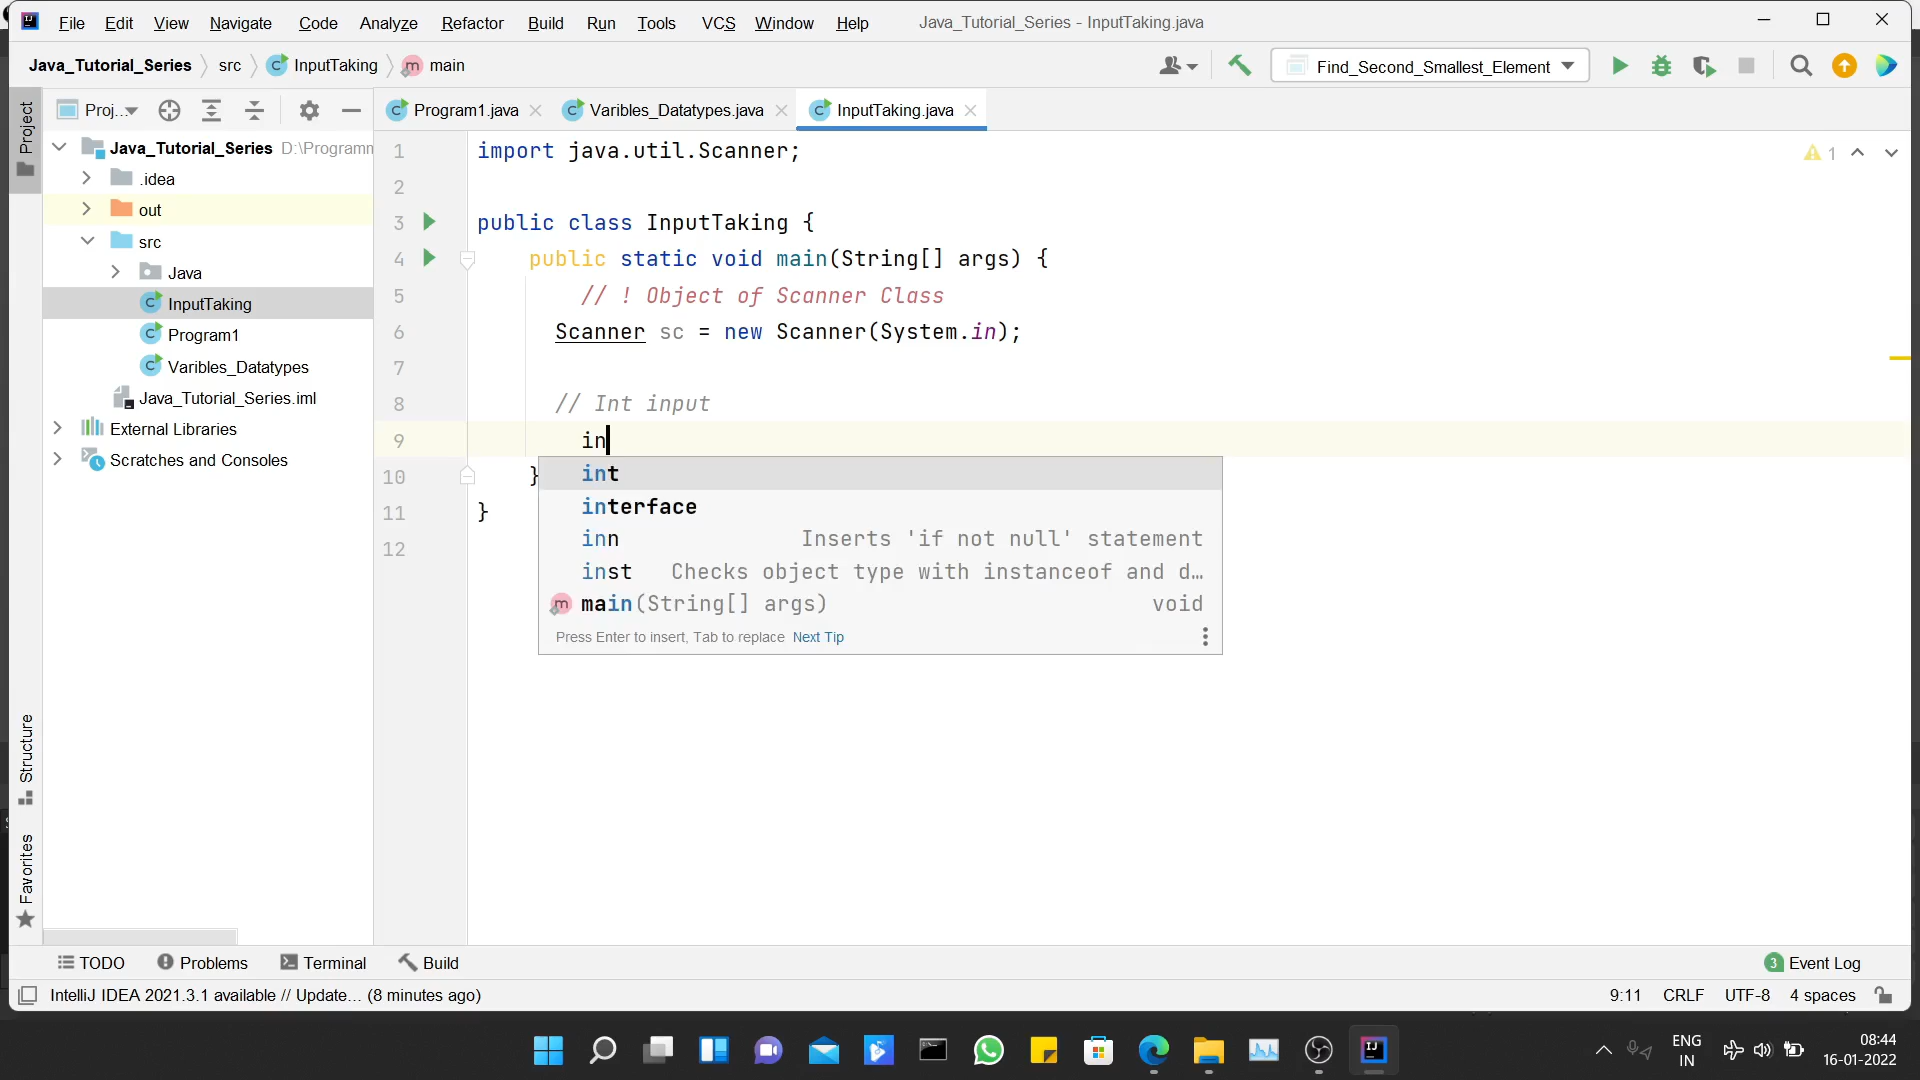 File Edit View Navigate Code Analyze Refactor Build Run Tools VCS Window Help Java_Tutorial_Series - InputTaking.java
Java_Tutorial_Series src InputTaking main Find_Second_Smallest_Element
Project
Proj...
Program1.java Varibles_Datatypes.java InputTaking.java
Java_Tutorial_Series D:\Programm
.idea
out
src
Java
InputTaking
Program1
Varibles_Datatypes
Java_Tutorial_Series.iml
External Libraries
Scratches and Consoles
1 import java.util.Scanner;
1
2
3 public class InputTaking {
4 public static void main(String[] args) {
5 // ! Object of Scanner Class
6 Scanner sc = new Scanner(System.in);
7
8 // Int input
9 in
10 }
11 }
12
int
interface
inn Inserts 'if not null' statement
inst Checks object type with instanceof and d...
main(String[] args) void
Press Enter to insert, Tab to replace Next Tip
Structure
Favorites
TODO Problems Terminal Build 3 Event Log
IntelliJ IDEA 2021.3.1 available // Update... (8 minutes ago) 9:11 CRLF UTF-8 4 spaces
ENG
IN
08:44
16-01-2022